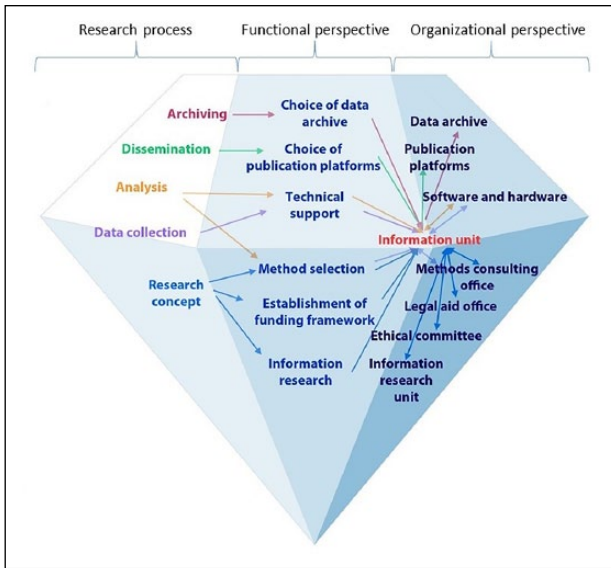 Research process
Functional perspective
Organizational perspective
Archiving
Choice of data
archive
Data archive
Dissemination
Choice of
publication platforms
Publication
platforms
Analysis
Technical
support
Software and hardware
Data collection
Information unit
Research
concept
Method selection
Methods consulting
office
Establishment of
funding framework
Legal aid office
Ethical committee
Information
research
Information
research
unit